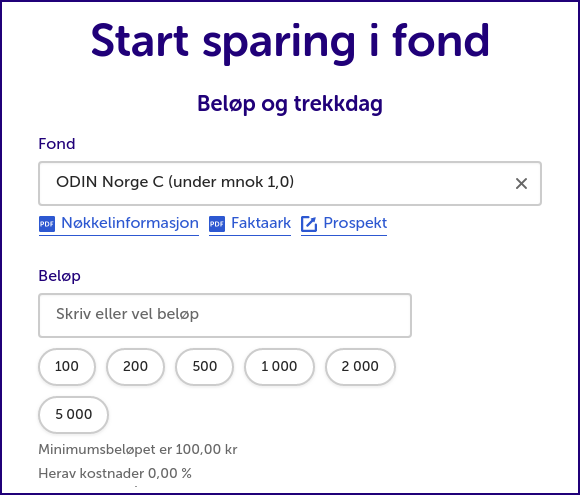 Start sparing i fond
Beløp og trekkdag
Fond
ODIN Norge C (under mnok 1,0)
PDF Nøkkelinformasjon PDF Faktaark Prospekt
Beløp
Skriv eller vel beløp
100 200 500 1 000 2 000
5 000
Minimumsbeløpet er 100,00 kr
Herav kostnader 0,00 %